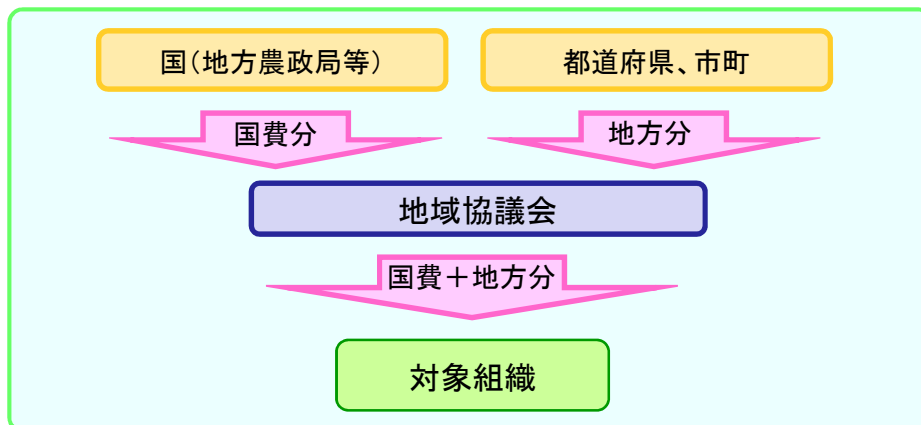 国(地方農政局等)
都道府県、市町
国費分
地方分
地域協議会
国費＋地方分
対象組織